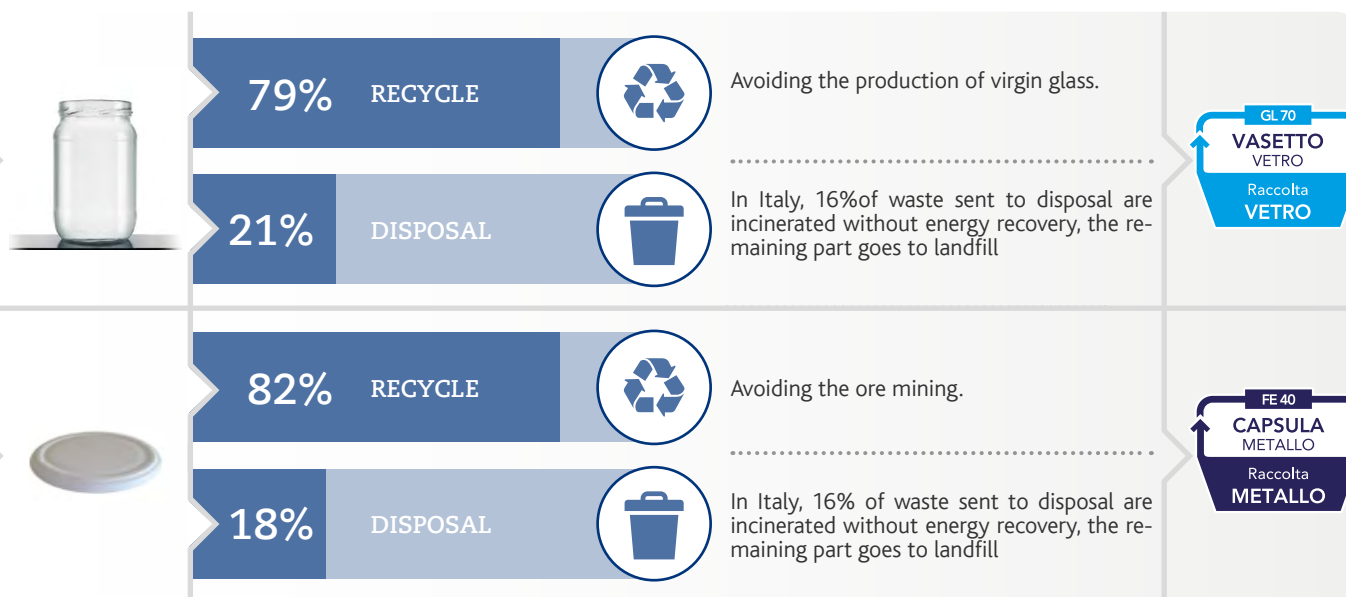 79% RECYCLE
Avoiding the production of virgin glass.
21% DISPOSAL
In Italy, 16%of waste sent to disposal are
incinerated without energy recovery, the re-
maining part goes to landfill
GL 70
VASETTO
VETRO
Raccolta
VETRO
82% RECYCLE
Avoiding the ore mining.
18% DISPOSAL
In Italy, 16% of waste sent to disposal are
incinerated without energy recovery, the re-
maining part goes to landfill
FE 40
CAPSULA
METALLO
Raccolta
METALLO